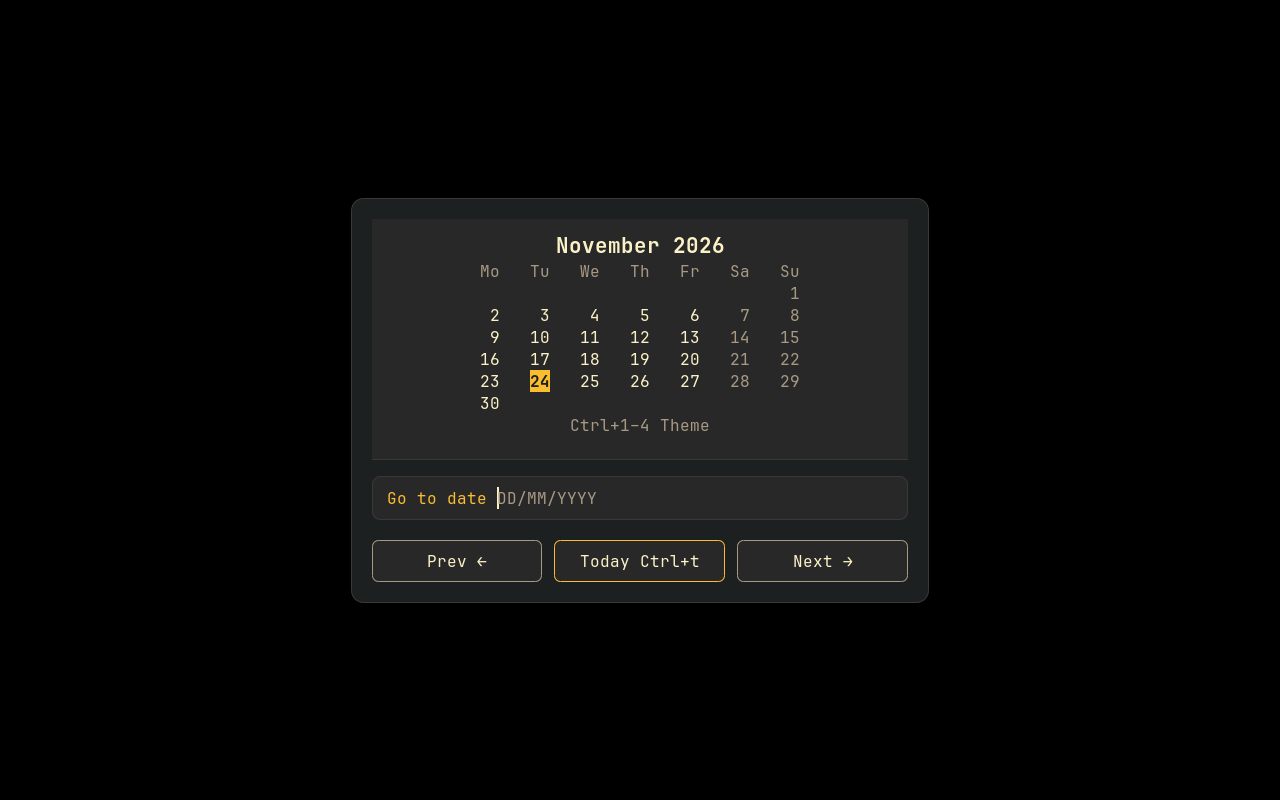 November 2026
Mo Tu We Th Fr Sa Su
1
2 3 4 5 6 7 8
9 10 11 12 13 14 15
16 17 18 19 20 21 22
23 24 25 26 27 28 29
30
Ctrl+1-4 Theme
Go to date DD/MM/YYYY
Prev ← Today Ctrl+t Next →